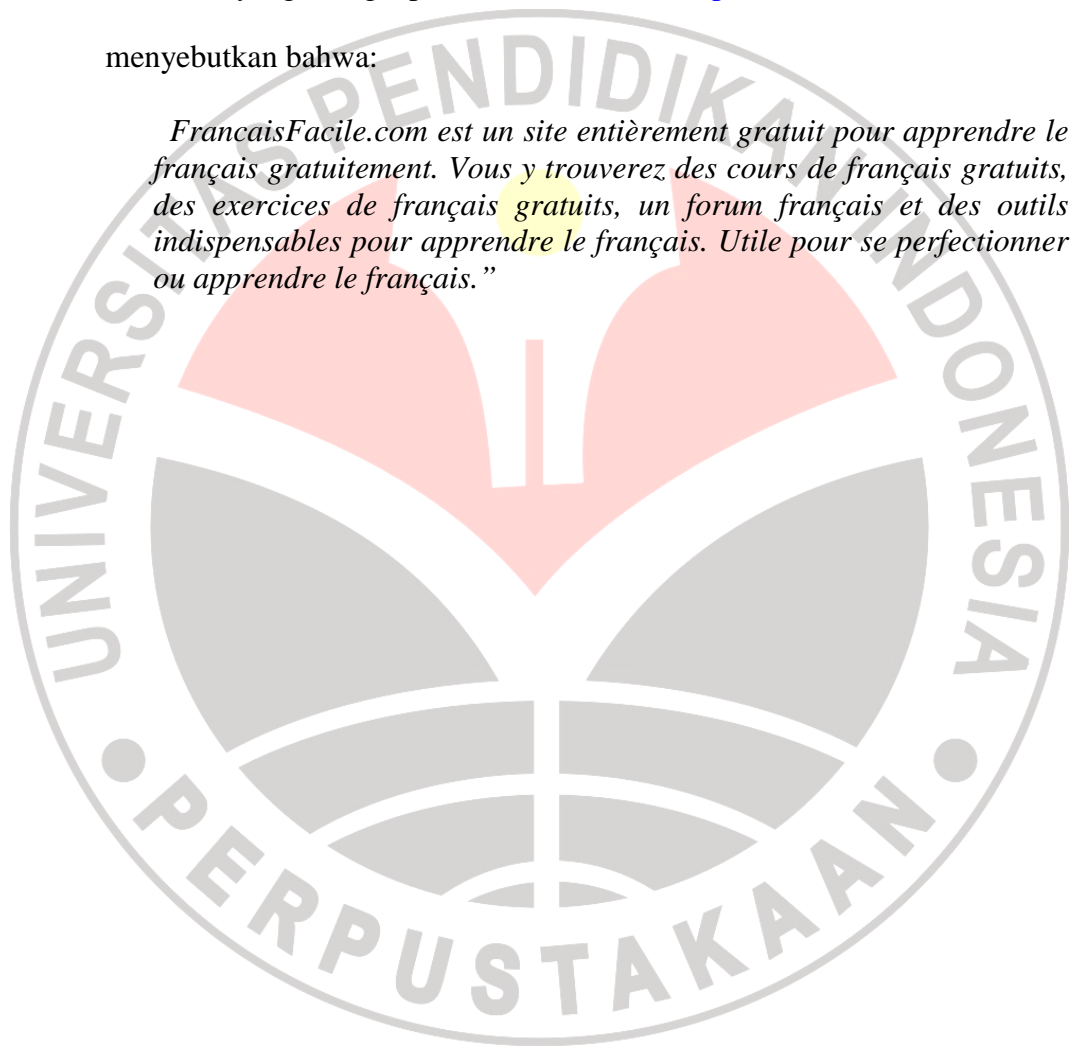 menyebutkan bahwa:
FrancaisFacile.com est un site entièrement gratuit pour apprendre le
français gratuitement. Vous y trouverez des cours de français gratuits,
des exercices de français gratuits, un forum français et des outils
indispensables pour apprendre le français. Utile pour se perfectionner
ou apprendre le français.”
UNIVERSITAS PENDIDIKAN INDONESIA
PERPUSTAKAAN